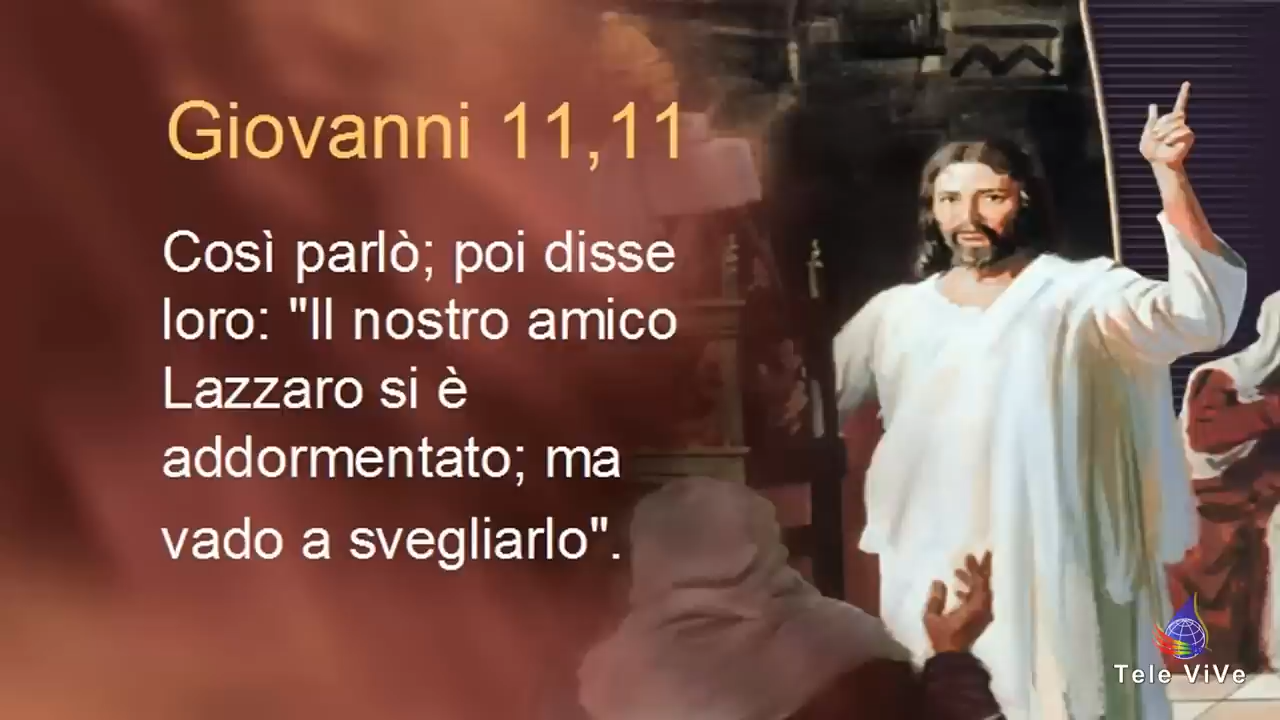 Giovanni 11,11
Così parlò; poi disse
loro: "Il nostro amico
Lazzaro si è
addormentato; ma
vado a svegliarlo".
Tele ViVe